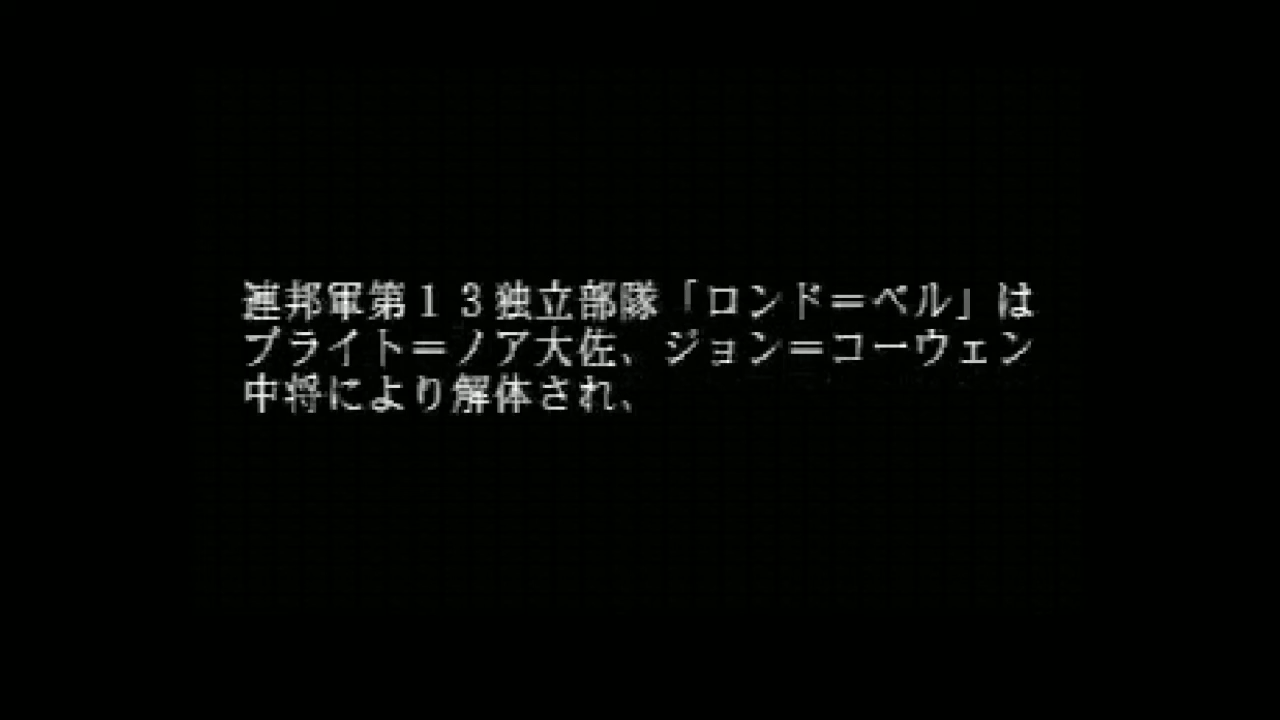 連邦軍第１３独立部隊「ロンド＝ベル」は
ブライト＝ノア大佐、ジョン＝コーウェン
中将により解体され、